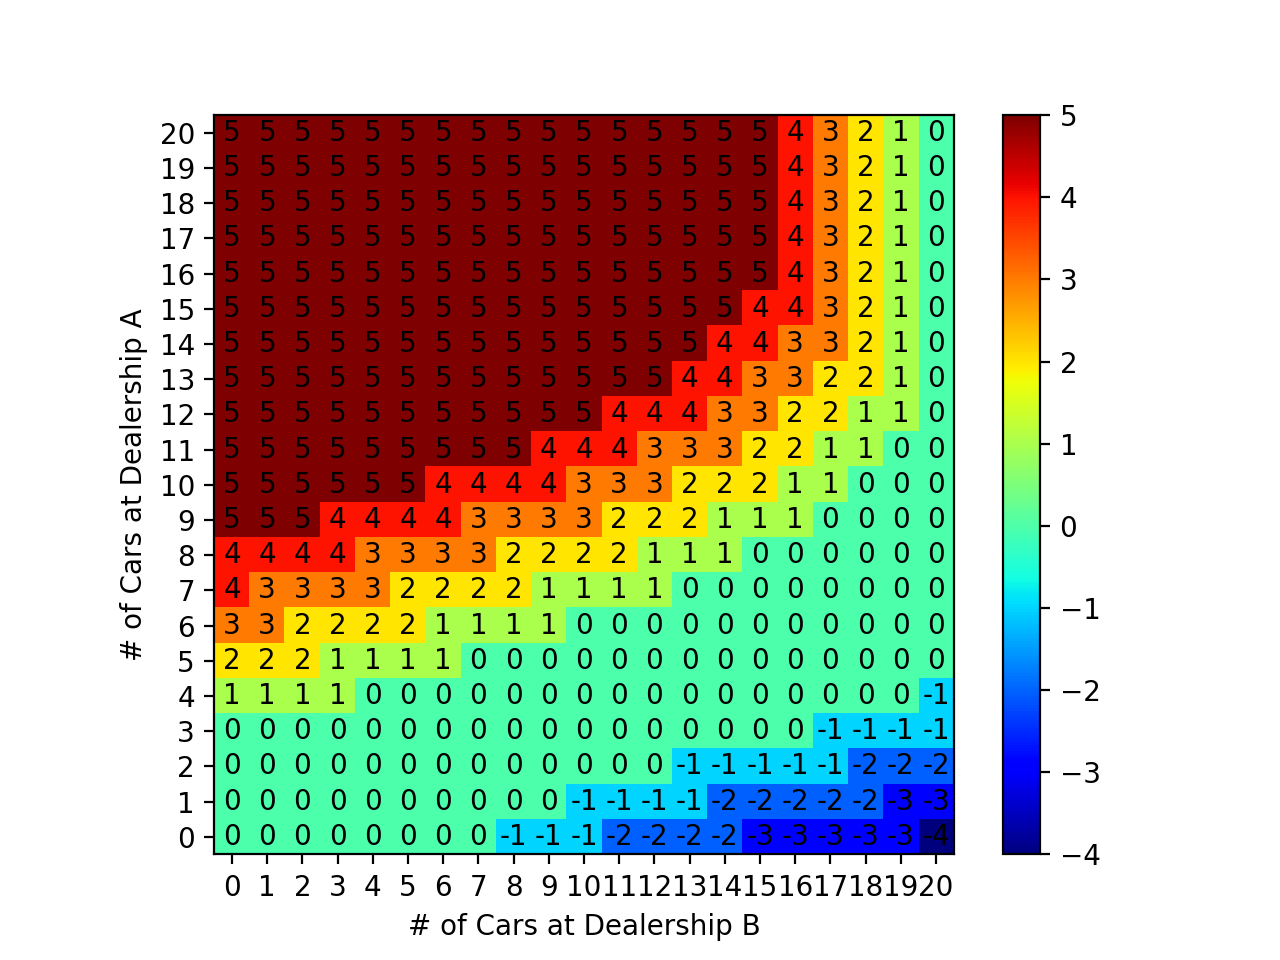 20 5 5 5 5 5 5 5 5 5 5 5 5 5 5 5 5 4 3 2 1 0
19 5 5 5 5 5 5 5 5 5 5 5 5 5 5 5 5 4 3 2 1 0
18 5 5 5 5 5 5 5 5 5 5 5 5 5 5 5 5 4 3 2 1 0
17 5 5 5 5 5 5 5 5 5 5 5 5 5 5 5 5 4 3 2 1 0
16 5 5 5 5 5 5 5 5 5 5 5 5 5 5 5 5 4 3 2 1 0
15 5 5 5 5 5 5 5 5 5 5 5 5 5 5 5 4 4 3 2 1 0
14 5 5 5 5 5 5 5 5 5 5 5 5 5 5 4 4 3 3 2 1 0
13 5 5 5 5 5 5 5 5 5 5 5 5 5 4 4 3 3 2 2 1 0
12 5 5 5 5 5 5 5 5 5 5 5 4 4 4 3 3 2 2 1 1 0
11 5 5 5 5 5 5 5 5 5 4 4 4 3 3 3 2 2 1 1 0 0
10 5 5 5 5 5 5 4 4 4 4 3 3 3 2 2 2 1 1 0 0 0
9 5 5 5 4 4 4 4 3 3 3 3 2 2 2 1 1 1 0 0 0 0
8 4 4 4 4 3 3 3 3 2 2 2 2 1 1 1 0 0 0 0 0 0
7 4 3 3 3 3 2 2 2 2 1 1 1 1 0 0 0 0 0 0 0 0
6 3 3 2 2 2 2 1 1 1 1 0 0 0 0 0 0 0 0 0 0 0
5 2 2 2 1 1 1 1 0 0 0 0 0 0 0 0 0 0 0 0 0 0
4 1 1 1 1 0 0 0 0 0 0 0 0 0 0 0 0 0 0 0 0 -1
3 0 0 0 0 0 0 0 0 0 0 0 0 0 0 0 0 0 -1 -1 -1 -1
2 0 0 0 0 0 0 0 0 0 0 0 0 0 -1 -1 -1 -1 -1 -2 -2 -2
1 0 0 0 0 0 0 0 0 0 0 -1 -1 -1 -1 -2 -2 -2 -2 -2 -3 -3
0 0 0 0 0 0 0 0 0 -1 -1 -1 -2 -2 -2 -2 -3 -3 -3 -3 -3 -4
0 1 2 3 4 5 6 7 8 9 10 11 12 13 14 15 16 17 18 19 20
# of Cars at Dealership B
# of Cars at Dealership A
5
4
3
2
1
0
−1
−2
−3
−4